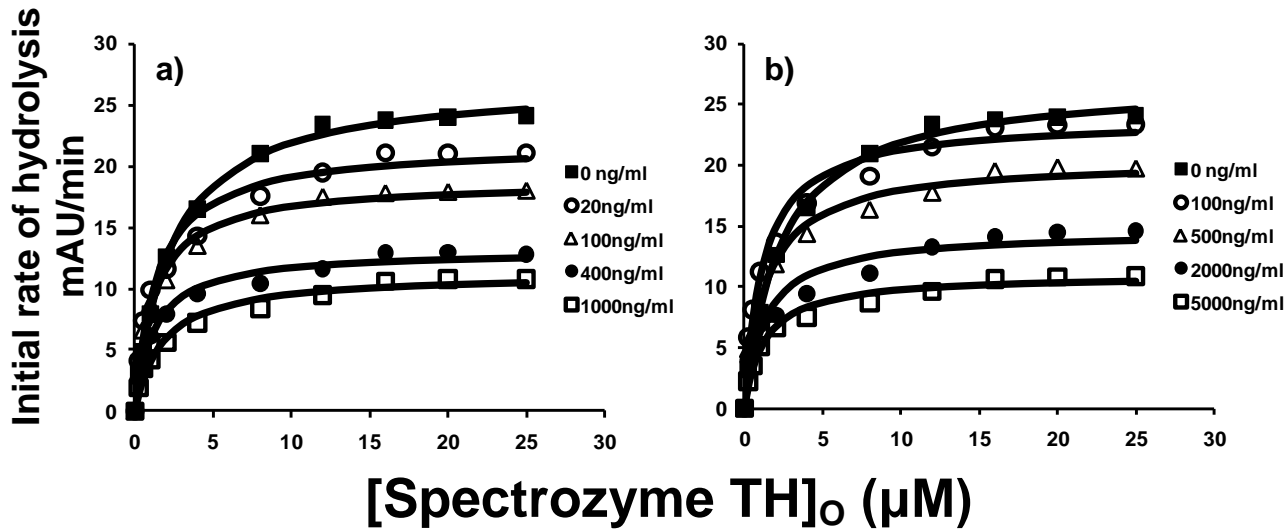 Initial rate of hydrolysis
mAU/min
a)
30
25
20
15
10
5
0
0 5 10 15 20 25 30
0 ng/ml
20ng/ml
100ng/ml
400ng/ml
1000ng/ml
b)
30
25
20
15
10
5
0
0 5 10 15 20 25 30
0 ng/ml
100ng/ml
500ng/ml
2000ng/ml
5000ng/ml
[Spectrozyme TH]O (μM)